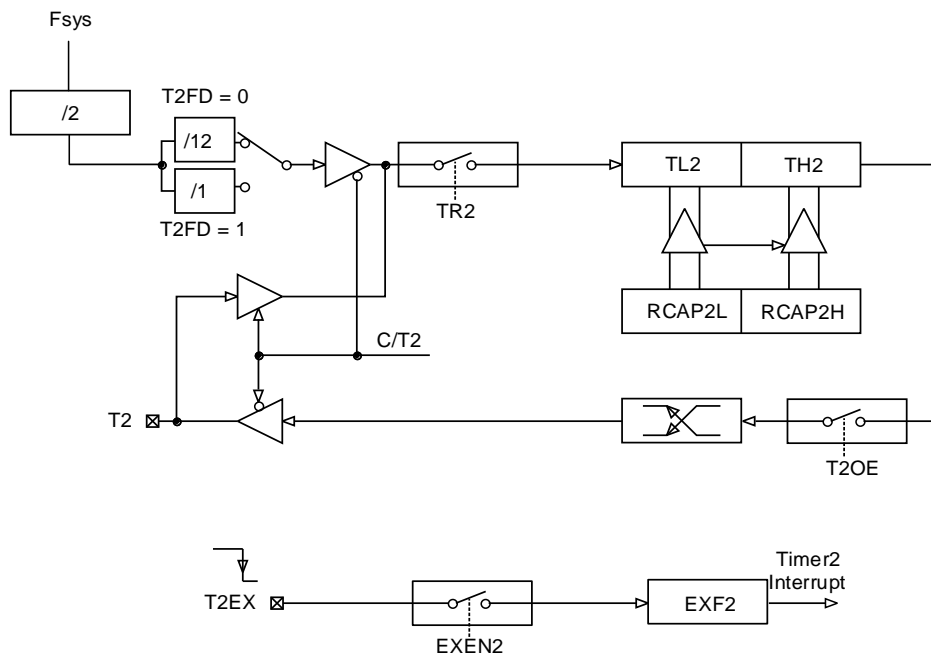 Fsys
/2
T2FD = 0
/12
/1
T2FD = 1
TR2
TL2
TH2
RCAP2L
RCAP2H
C/T2
T2
T2OE
T2EX
EXEN2
EXF2
Timer2
Interrupt